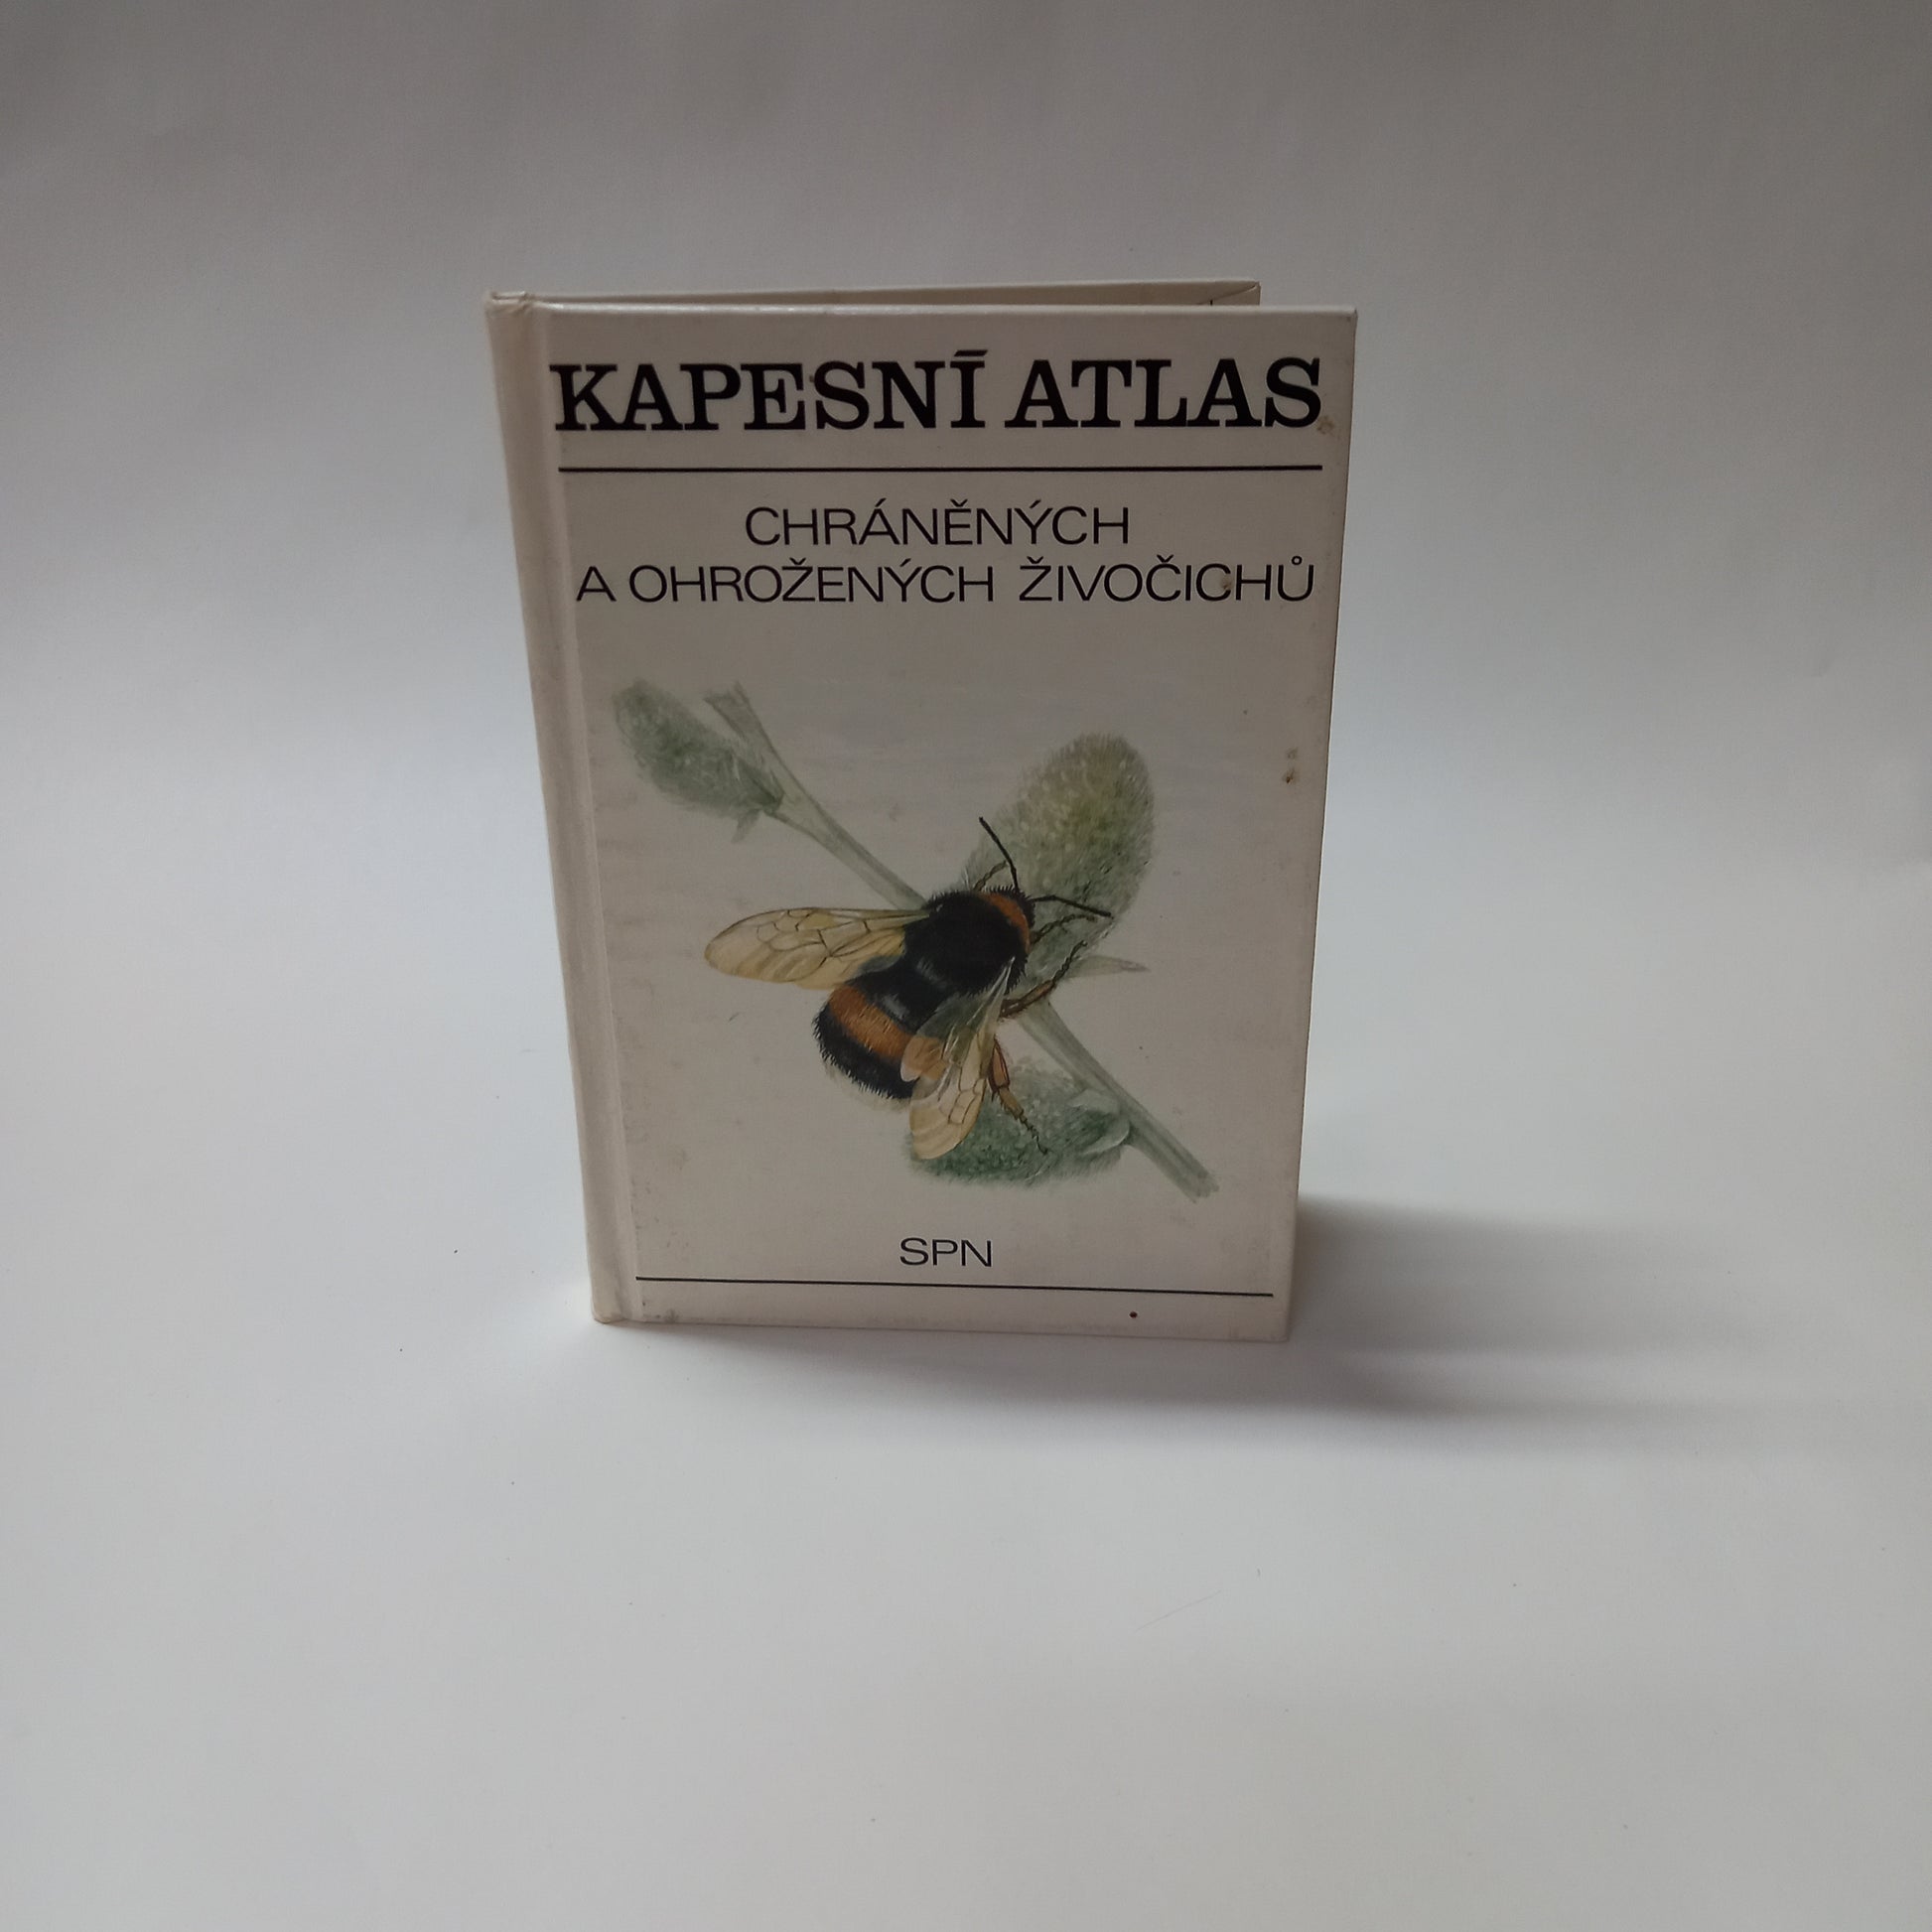 KAPESNÍ ATLAS
CHRÁNĚNÝCH
A OHROŽENÝCH ŽIVOČICHŮ
SPN